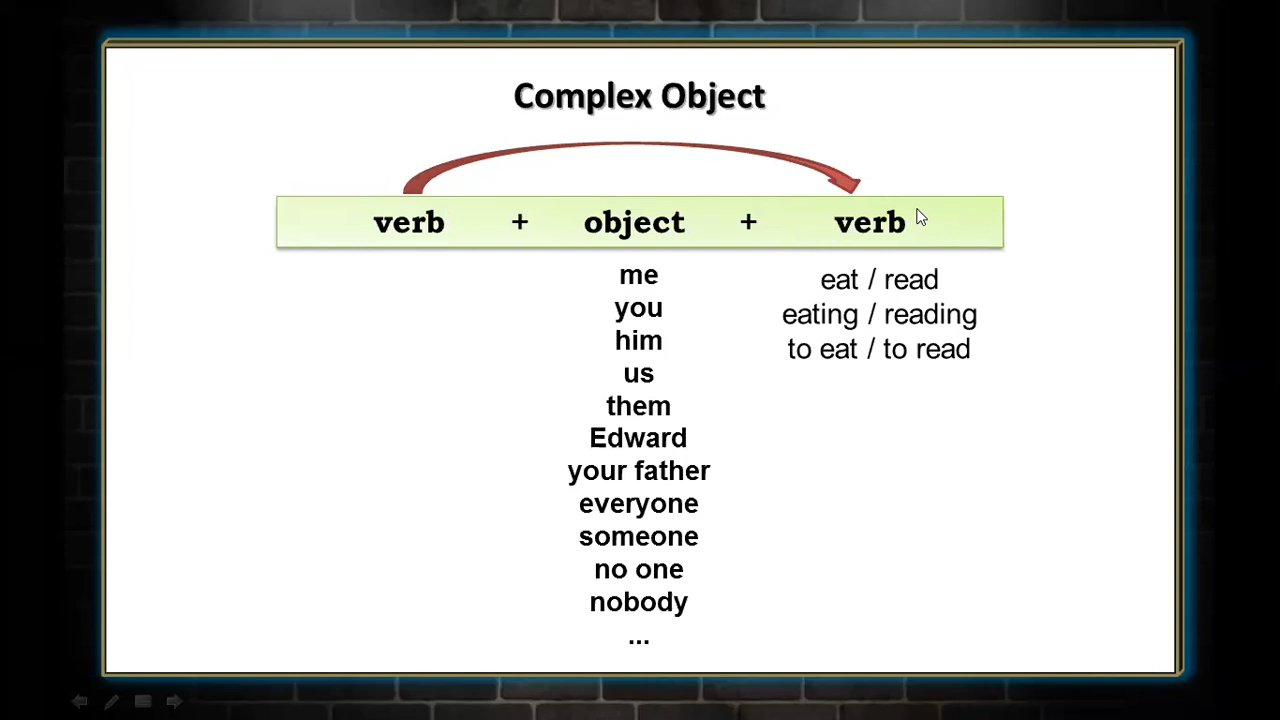 Complex Object
verb + object + verb
me
you
him
us
them
Edward
your father
everyone
someone
no one
nobody
...
eat / read
eating / reading
to eat / to read